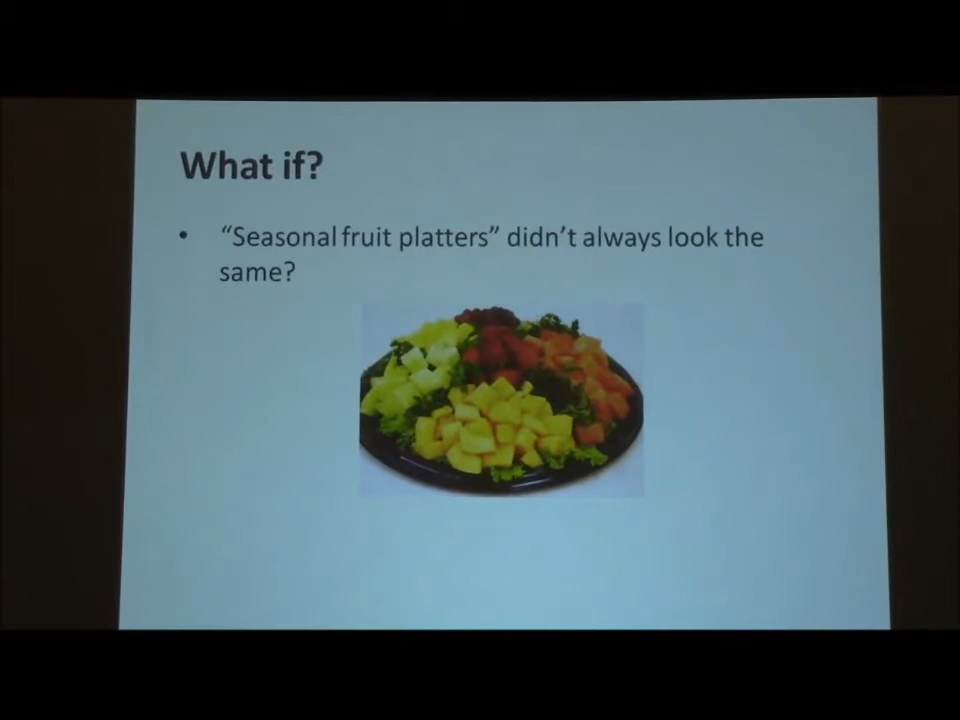 What if?
• “Seasonal fruit platters” didn’t always look the
same?